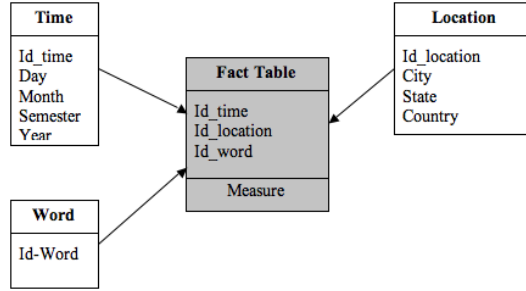 Time
Id_time
Day
Month
Semester
Year
Location
Id_location
City
State
Country
Fact Table
Id_time
Id_location
Id_word
Measure
Word
Id-Word